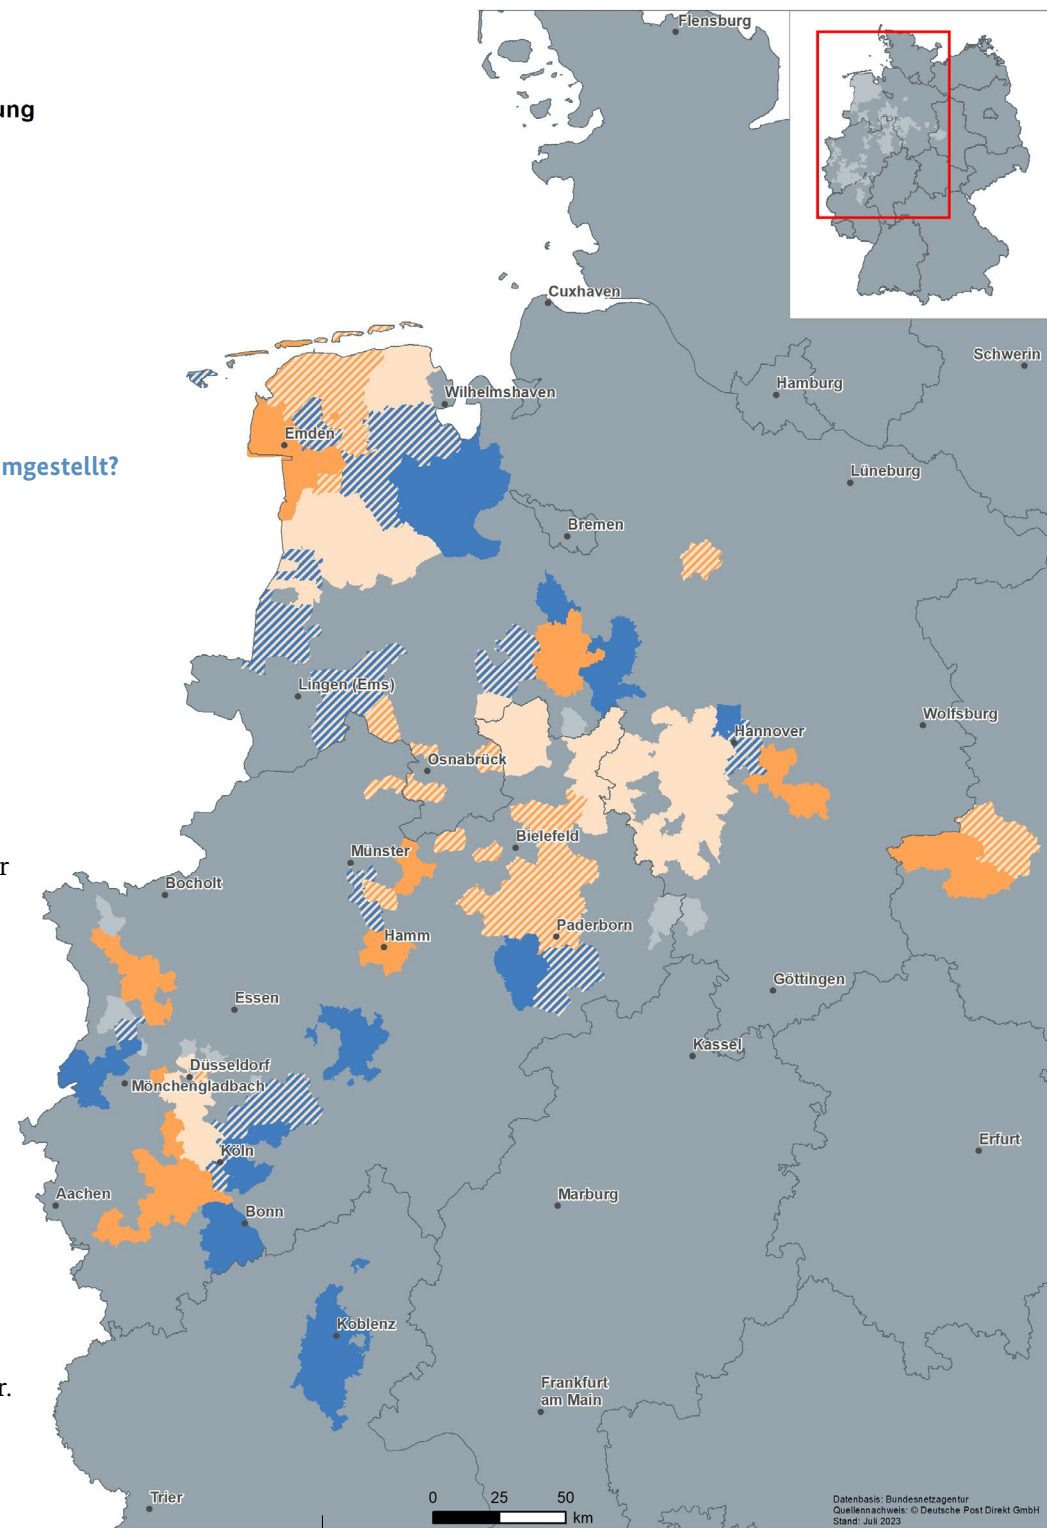 Flensburg
ung
Cuxhaven
Schwerin
Hamburg
Wilhelmshaven
Emden
mgestellt?
Lüneburg
Bremen
Lingen (Ems)
Wolfsburg
Hannover
Osnabrück
Bielefeld
Münster
r
Bocholt
Paderborn
Hamm
Göttingen
Essen
Kassel
Düsseldorf
Mönchengladbach
Erfurt
Köln
Aachen
Marburg
Bonn
Koblenz
Frankfurt
am Main
r.
Trier
0 25 50
km
Datenbasis: Bundesnetzagentur
Quellennachweis: © Deutsche Post Direkt GmbH
Stand: Juli 2023